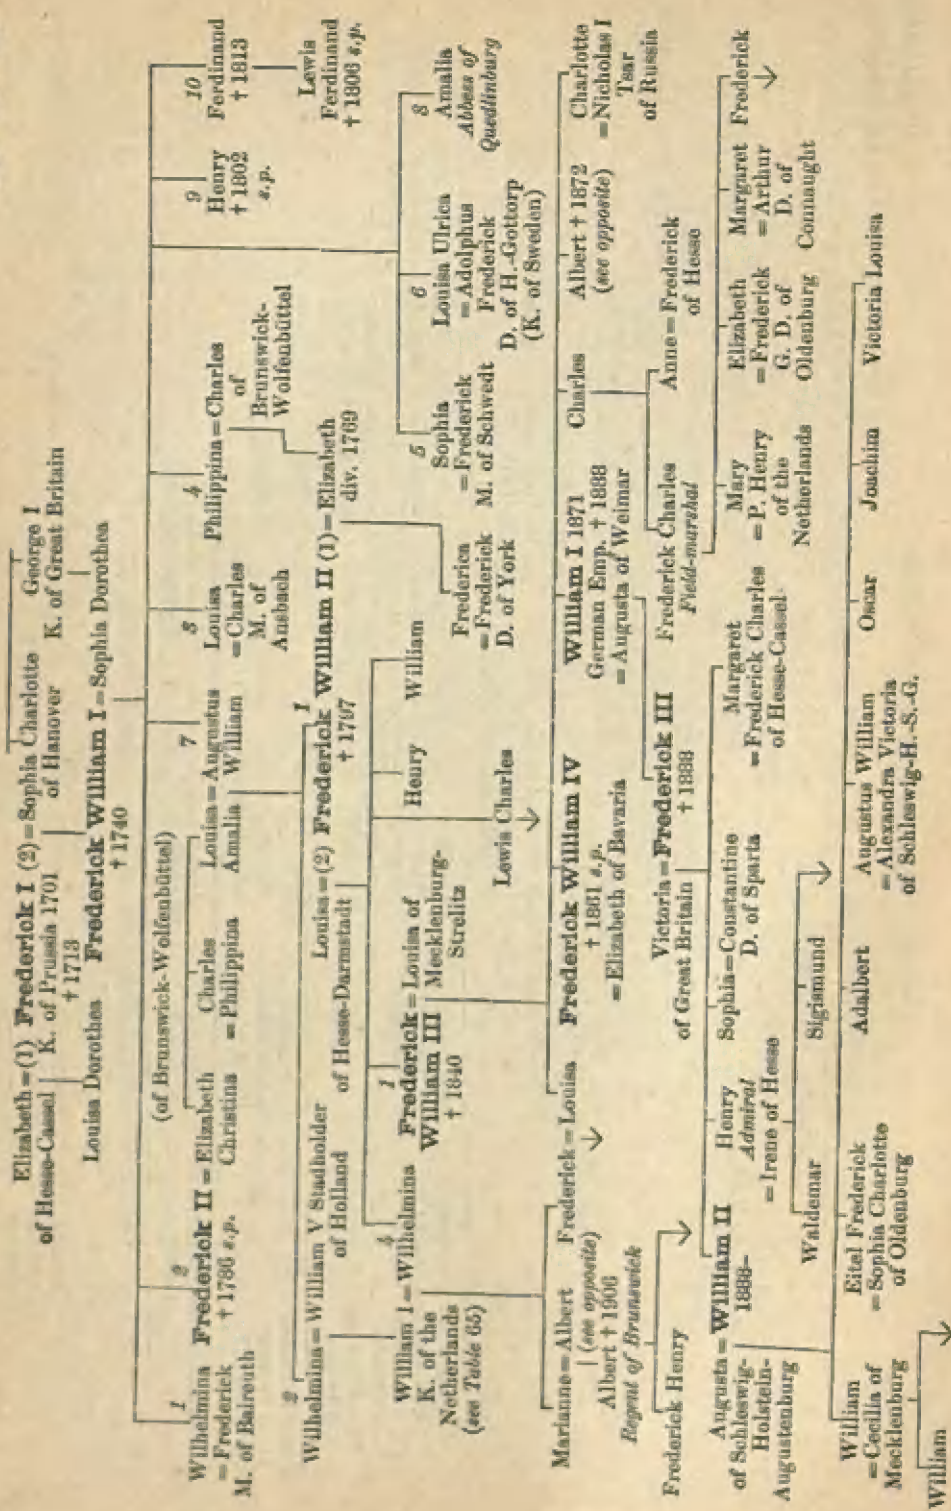 Elizabeth=(1) Frederick I (2)=Sophia Charlotte George I
of Hesse-Cassel K. of Prussia 1701 of Hanover K. of Great Britain
†1713
Louisa Dorothea Frederick William I=Sophia Dorothea
†1740
(of Brunswick-Wolfenbüttel)
1 2 7 3 4 9 10
Wilhelmina Frederick II=Elizabeth Charles Louisa=Augustus Louisa Philippina=Charles Henry Ferdinand
=Frederick †1786 s.p. Christina =Philippina Amalia William =Charles of †1802 †1813
M. of Baireuth M. of Brunswick- s.p.
Ansbach Wolfenbüttel Lewis
Ferdinand
†1806 s.p.
2 1
Wilhelmina=William V Stadholder Louisa=(2) Frederick William II (1)=Elizabeth
of Holland of Hesse-Darmstadt †1797 div. 1769
5 6 8
Sophia Louisa Ulrica Amalia
=Frederick =Adolphus Abbess of
M. of Schwedt Frederick Quedlinburg
D. of H.-Gottorp
(K. of Sweden)
4 1
William I=Wilhelmina Frederick=Louisa of Henry William Frederica
K. of the William III Mecklenburg- =Frederick
Netherlands †1840 Strelitz D. of York
(see Table 65) Lewis Charles
Marianne=Albert Frederick=Louisa Frederick William IV William I 1871 Charles Albert †1872 Charlotte
(see opposite) †1861 s.p. German Emp. †1888 (see opposite) =Nicholas I
Albert †1906 =Elizabeth of Bavaria =Augusta of Weimar Tsar
Regent of Brunswick of Russia
Frederick Henry Victoria=Frederick III Frederick Charles Anne=Frederick
of Great Britain †1888 Field-marshal of Hesse
Augusta=William II Henry Sophia=Constantine Margaret Mary Elizabeth Margaret Frederick
of Schleswig- 1888- Admiral D. of Sparta =Frederick Charles =P. Henry =Frederick =Arthur
Holstein- =Irene of Hesse of Hesse-Cassel of the G. D. of D. of
Augustenburg Netherlands Oldenburg Connaught
Waldemar Sigismund
William Eitel Frederick Adalbert Augustus William Oscar Joachim Victoria Louisa
=Cecilia of =Sophia Charlotte =Alexandra Victoria
Mecklenburg of Oldenburg of Schleswig-H.-S.-G.
William